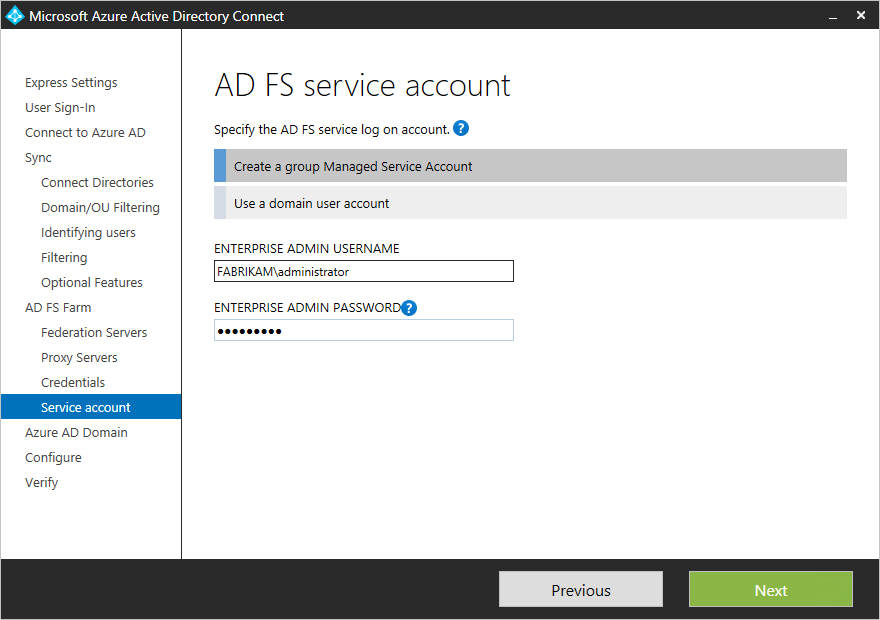 Microsoft Azure Active Directory Connect
Express Settings
User Sign-In
Connect to Azure AD
Sync
Connect Directories
Domain/OU Filtering
Identifying users
Filtering
Optional Features
AD FS Farm
Federation Servers
Proxy Servers
Credentials
Service account
Azure AD Domain
Configure
Verify
AD FS service account
Specify the AD FS service log on account. ?
Create a group Managed Service Account
Use a domain user account
ENTERPRISE ADMIN USERNAME
FABRIKAM\administrator
ENTERPRISE ADMIN PASSWORD ?
●●●●●●●●●
Previous
Next